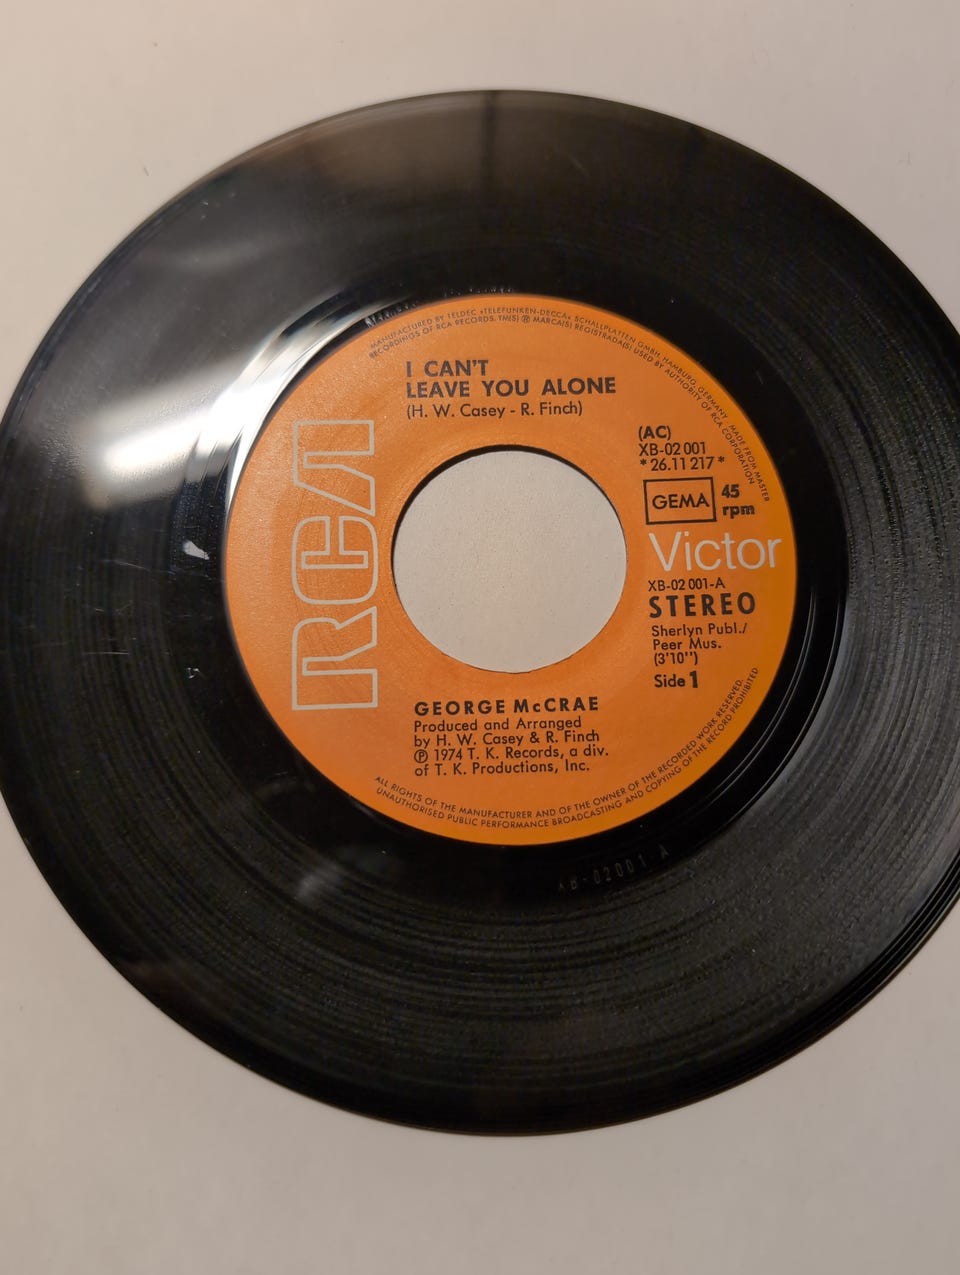 MANUFACTURED BY TELDEC »TELEFUNKEN-DECCA« SCHALLPLATTEN GMBH, HAMBURG, GERMANY MADE FROM MASTER
RECORDINGS OF RCA RECORDS. TM(S) ® MARCA(S) REGISTRADA(S) USED BY AUTHORITY OF RCA CORPORATION
I CAN'T
LEAVE YOU ALONE
(H. W. Casey - R. Finch)
RCA
(AC)
XB-02 001
* 26.11 217 *
GEMA 45
rpm
Victor
XB-02 001-A
STEREO
Sherlyn Publ./
Peer Mus.
(3'10'')
Side 1
GEORGE McCRAE
Produced and Arranged
by H. W. Casey & R. Finch
℗ 1974 T. K. Records, a div.
of T. K. Productions, Inc.
ALL RIGHTS OF THE MANUFACTURER AND OF THE OWNER OF THE RECORDED WORK RESERVED.
UNAUTHORISED PUBLIC PERFORMANCE BROADCASTING AND COPYING OF THE RECORD PROHIBITED
XB-02001 A